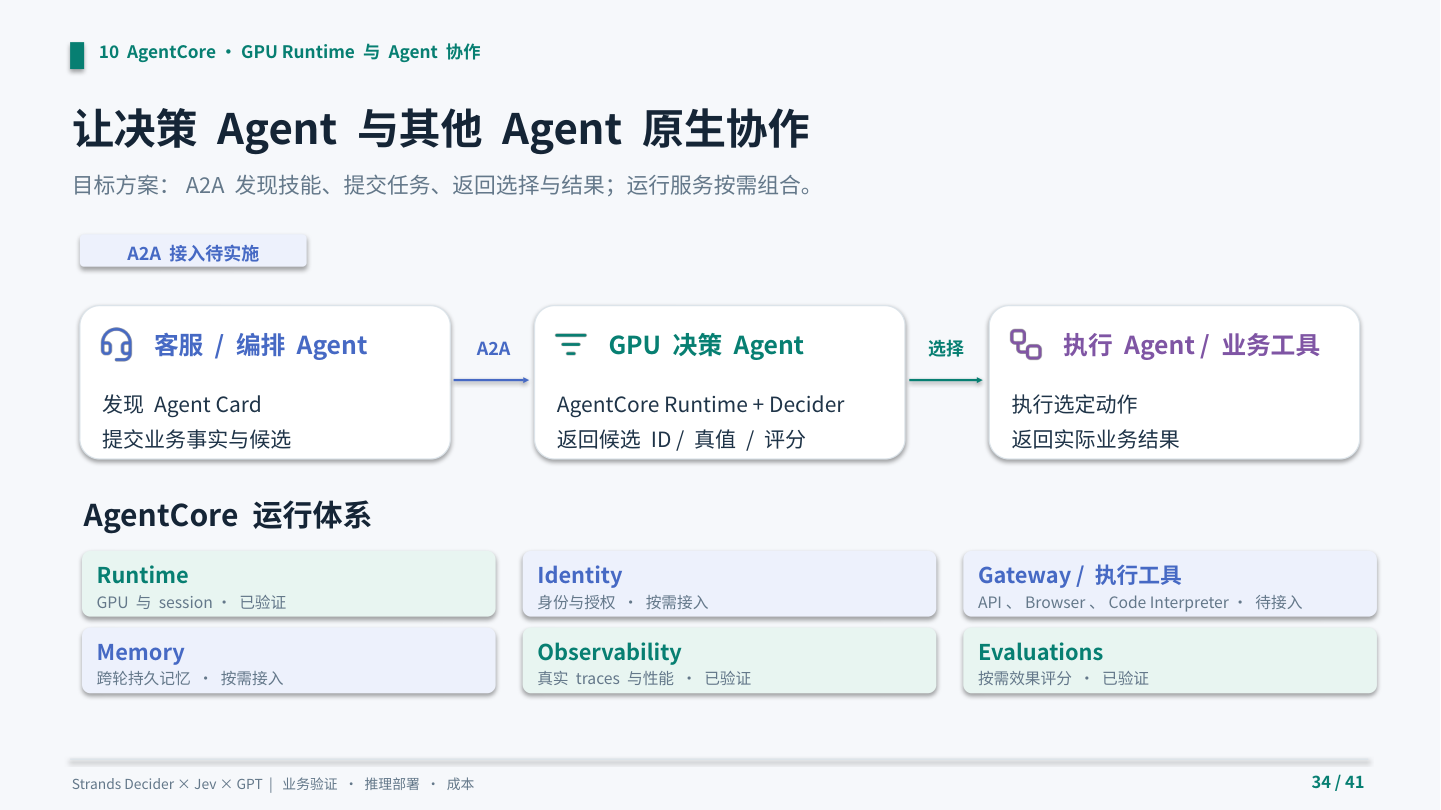 10 AgentCore · GPU Runtime 与 Agent 协作
让决策 Agent 与其他 Agent 原生协作
目标方案： A2A 发现技能、提交任务、返回选择与结果；运行服务按需组合。
A2A 接入待实施
客服 / 编排 Agent
发现 Agent Card
提交业务事实与候选
A2A
GPU 决策 Agent
AgentCore Runtime + Decider
返回候选 ID / 真值 / 评分
选择
执行 Agent / 业务工具
执行选定动作
返回实际业务结果
AgentCore 运行体系
Runtime
GPU 与 session · 已验证
Identity
身份与授权 · 按需接入
Gateway / 执行工具
API 、 Browser 、 Code Interpreter · 待接入
Memory
跨轮持久记忆 · 按需接入
Observability
真实 traces 与性能 · 已验证
Evaluations
按需效果评分 · 已验证
Strands Decider × Jev × GPT | 业务验证 · 推理部署 · 成本
34 / 41